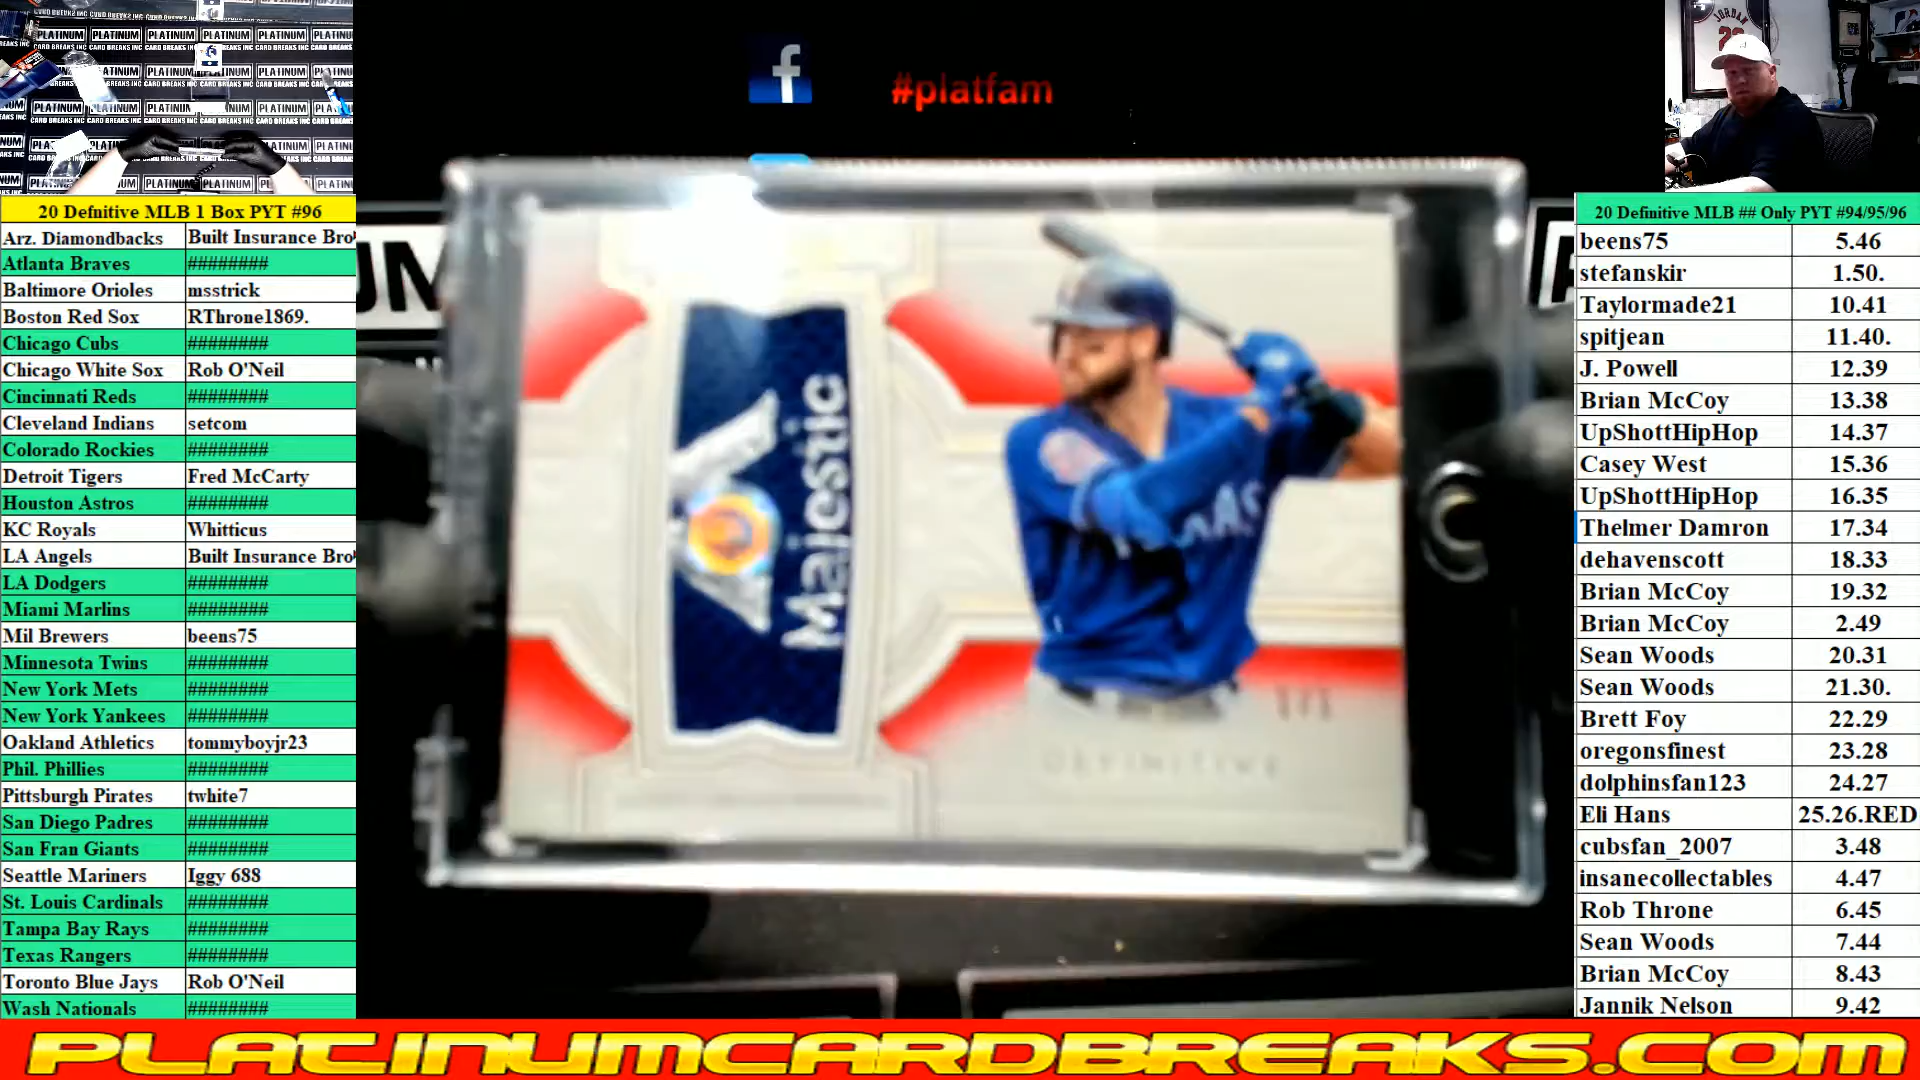 #platfam
20 Defnitive MLB 1 Box PYT #96
Arz. Diamondbacks Built Insurance Bro
Atlanta Braves ########
Baltimore Orioles msstrick
Boston Red Sox RThrone1869.
Chicago Cubs ########
Chicago White Sox Rob O'Neil
Cincinnati Reds ########
Cleveland Indians setcom
Colorado Rockies ########
Detroit Tigers Fred McCarty
Houston Astros ########
KC Royals Whitticus
LA Angels Built Insurance Bro
LA Dodgers ########
Miami Marlins ########
Mil Brewers beens75
Minnesota Twins ########
New York Mets ########
New York Yankees ########
Oakland Athletics tommyboyjr23
Phil. Phillies ########
Pittsburgh Pirates twhite7
San Diego Padres ########
San Fran Giants ########
Seattle Mariners Iggy 688
St. Louis Cardinals ########
Tampa Bay Rays ########
Texas Rangers ########
Toronto Blue Jays Rob O'Neil
Wash Nationals ########
Majestic
1/1
DEFINITIVE
20 Definitive MLB ## Only PYT #94/95/96
beens75 5.46
stefanskir 1.50.
Taylormade21 10.41
spitjean 11.40.
J. Powell 12.39
Brian McCoy 13.38
UpShottHipHop 14.37
Casey West 15.36
UpShottHipHop 16.35
Thelmer Damron 17.34
dehavenscott 18.33
Brian McCoy 19.32
Brian McCoy 2.49
Sean Woods 20.31
Sean Woods 21.30.
Brett Foy 22.29
oregonsfinest 23.28
dolphinsfan123 24.27
Eli Hans 25.26.RED
cubsfan_2007 3.48
insanecollectables 4.47
Rob Throne 6.45
Sean Woods 7.44
Brian McCoy 8.43
Jannik Nelson 9.42
PLATINUMCARDBREAKS.COM